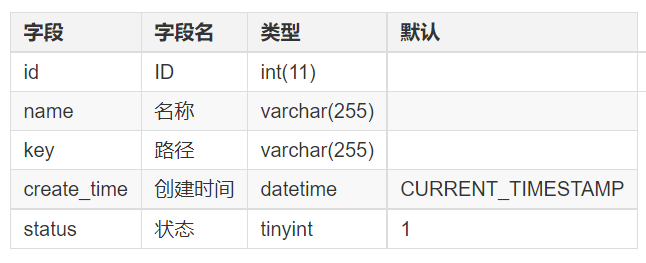 字段 字段名 类型 默认
id ID int(11)
name 名称 varchar(255)
key 路径 varchar(255)
create_time 创建时间 datetime CURRENT_TIMESTAMP
status 状态 tinyint 1